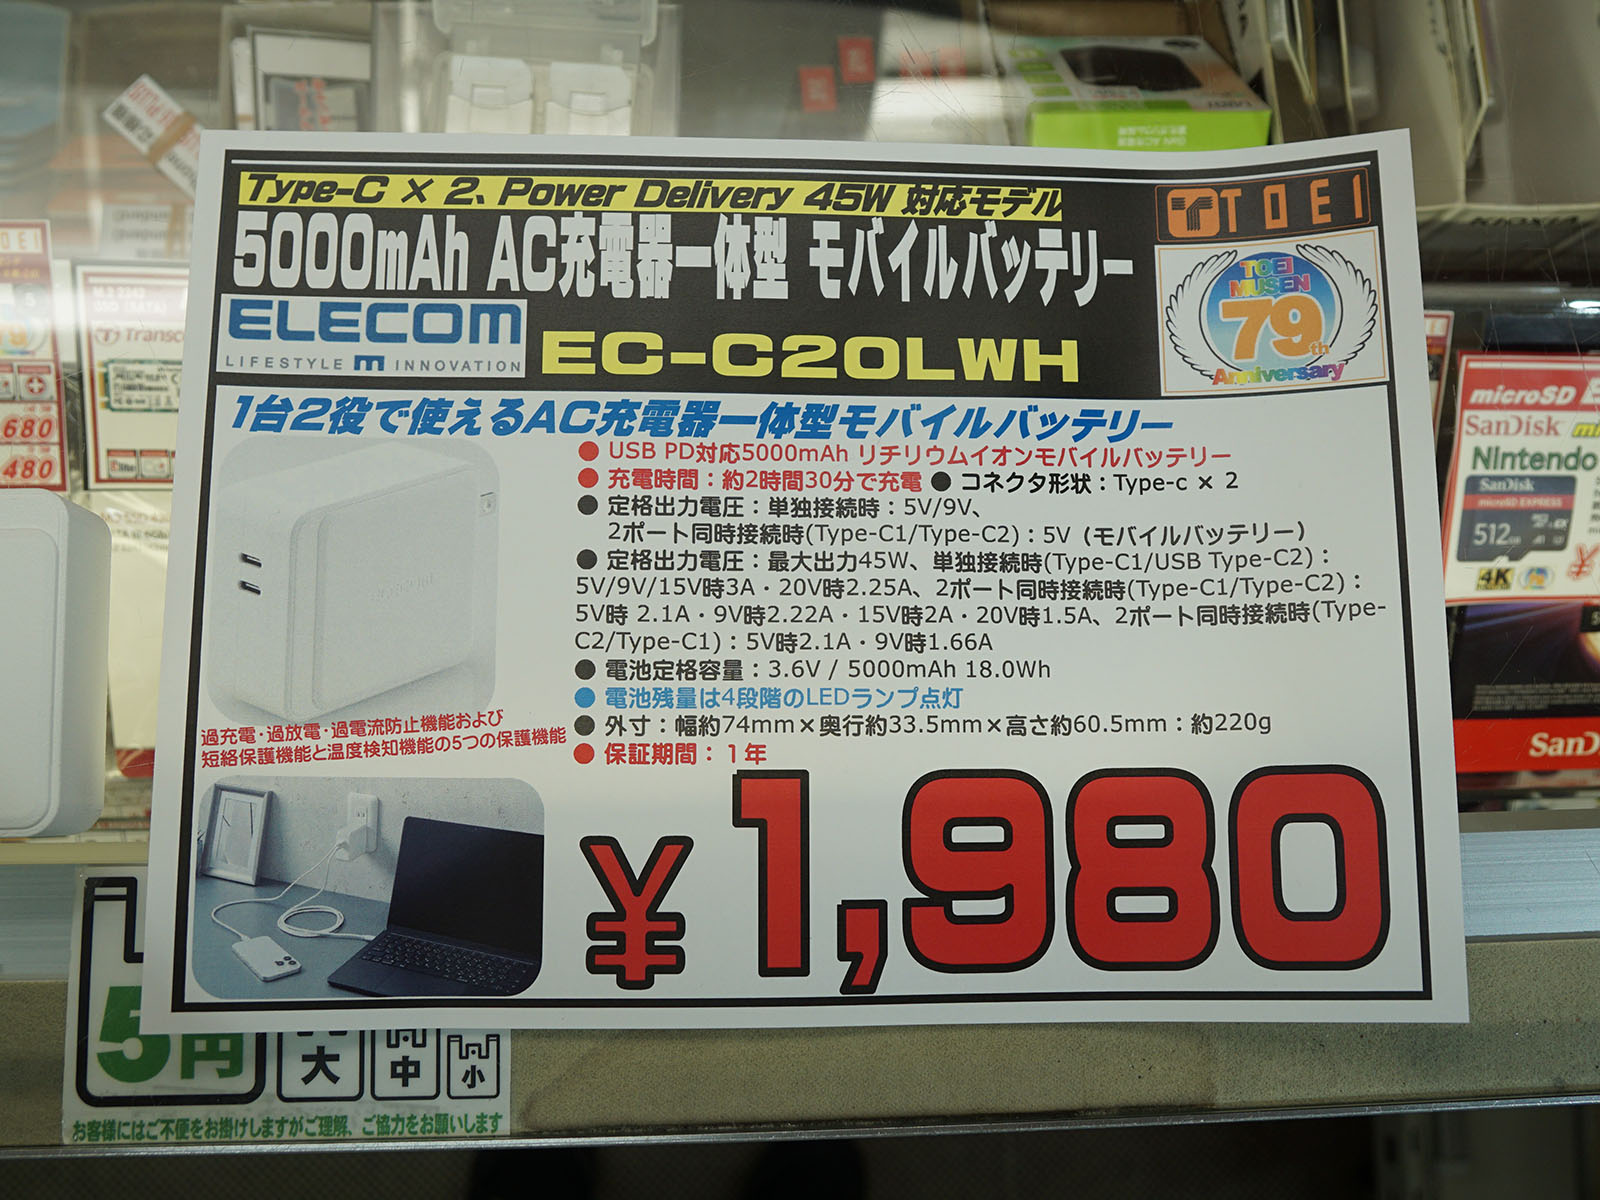 Type-C × 2、Power Delivery 45W 対応モデル
5000mAh AC充電器一体型 モバイルバッテリー
TOEI
ELECOM
LIFESTYLE INNOVATION
EC-C20LWH
TOEI
MUSEN
79th
Anniversary
1台2役で使えるAC充電器一体型モバイルバッテリー
● USB PD対応5000mAh リチリウムイオンモバイルバッテリー
● 充電時間：約2時間30分で充電 ● コネクタ形状：Type-c × 2
● 定格出力電圧：単独接続時：5V/9V、
2ポート同時接続時(Type-C1/Type-C2)：5V（モバイルバッテリー）
● 定格出力電圧：最大出力45W、単独接続時(Type-C1/USB Type-C2)：
5V/9V/15V時3A・20V時2.25A、2ポート同時接続時(Type-C1/Type-C2)：
5V時 2.1A・9V時2.22A・15V時2A・20V時1.5A、2ポート同時接続時(Type-
C2/Type-C1)：5V時2.1A・9V時1.66A
● 電池定格容量：3.6V / 5000mAh 18.0Wh
● 電池残量は4段階のLEDランプ点灯
● 外寸：幅約74mm×奥行約33.5mm×高さ約60.5mm：約220g
● 保証期間：１年
過充電・過放電・過電流防止機能および
短絡保護機能と温度検知機能の5つの保護機能
¥1,980
5円
大
中
小
お客様にはご不便をお掛けしますがご理解、ご協力をお願いします
Transc
680
480
microSD
SanDisk
Nintendo
SanDisk
microSD EXPRESS
512GB
4K
SanD
KIOXIA